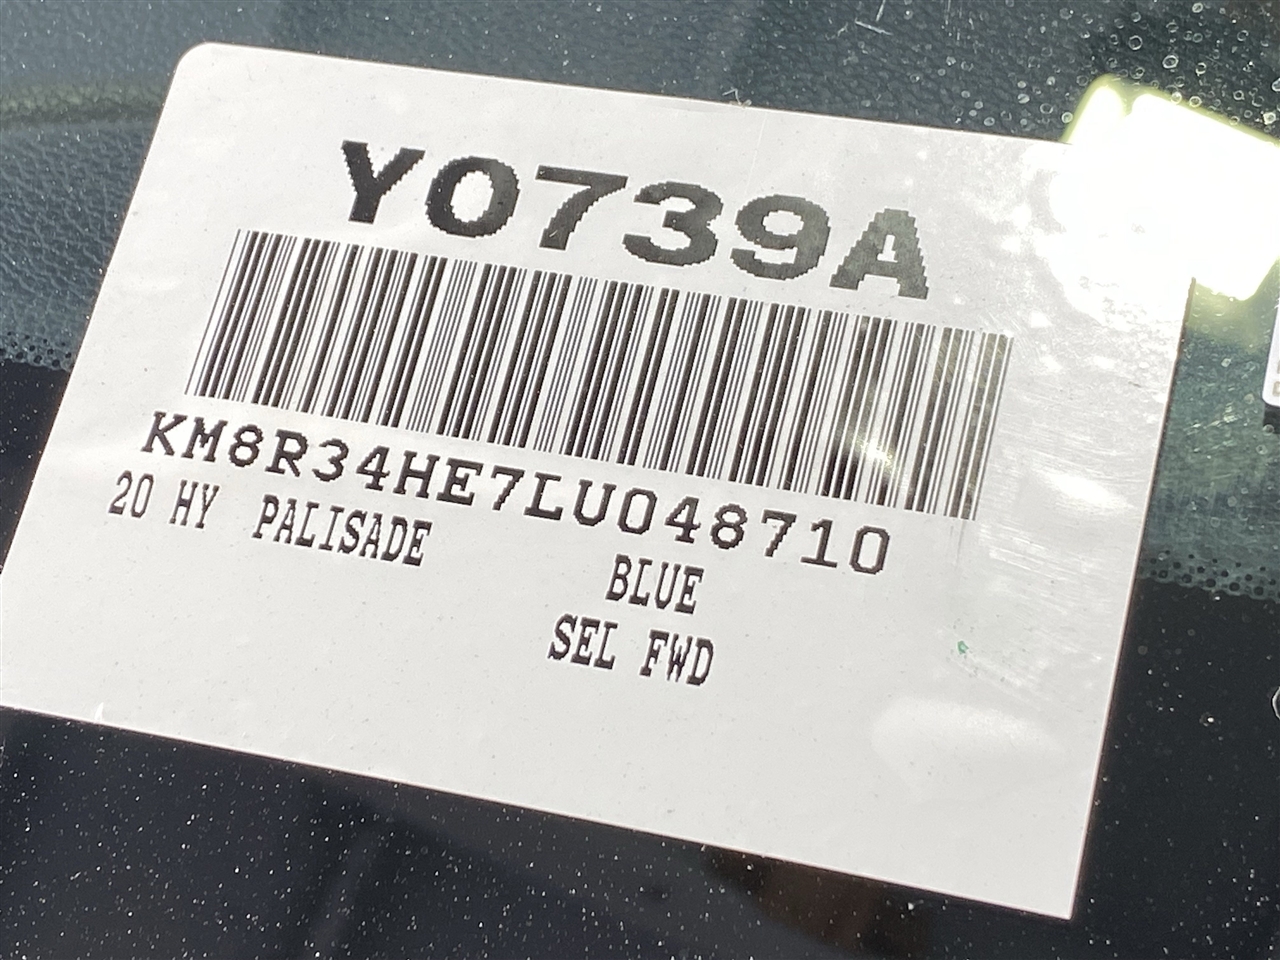 Y0739A
KM8R34HE7LU048710
20 HY PALISADE
BLUE
SEL FWD